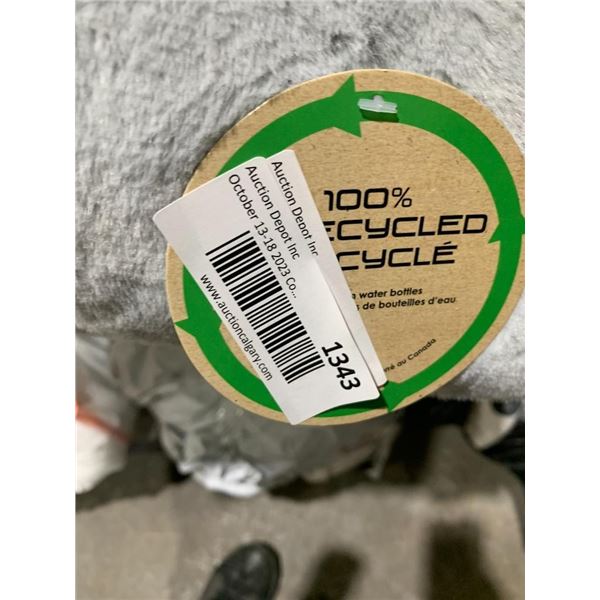 100%
ECYCLED
CYCLÉ
water bottles
de bouteilles d'eau
au Canada
Auction Depot Inc
Auction Depot Inc
October 13-18 2023 Co...
1343
www.auctioncalgary.com